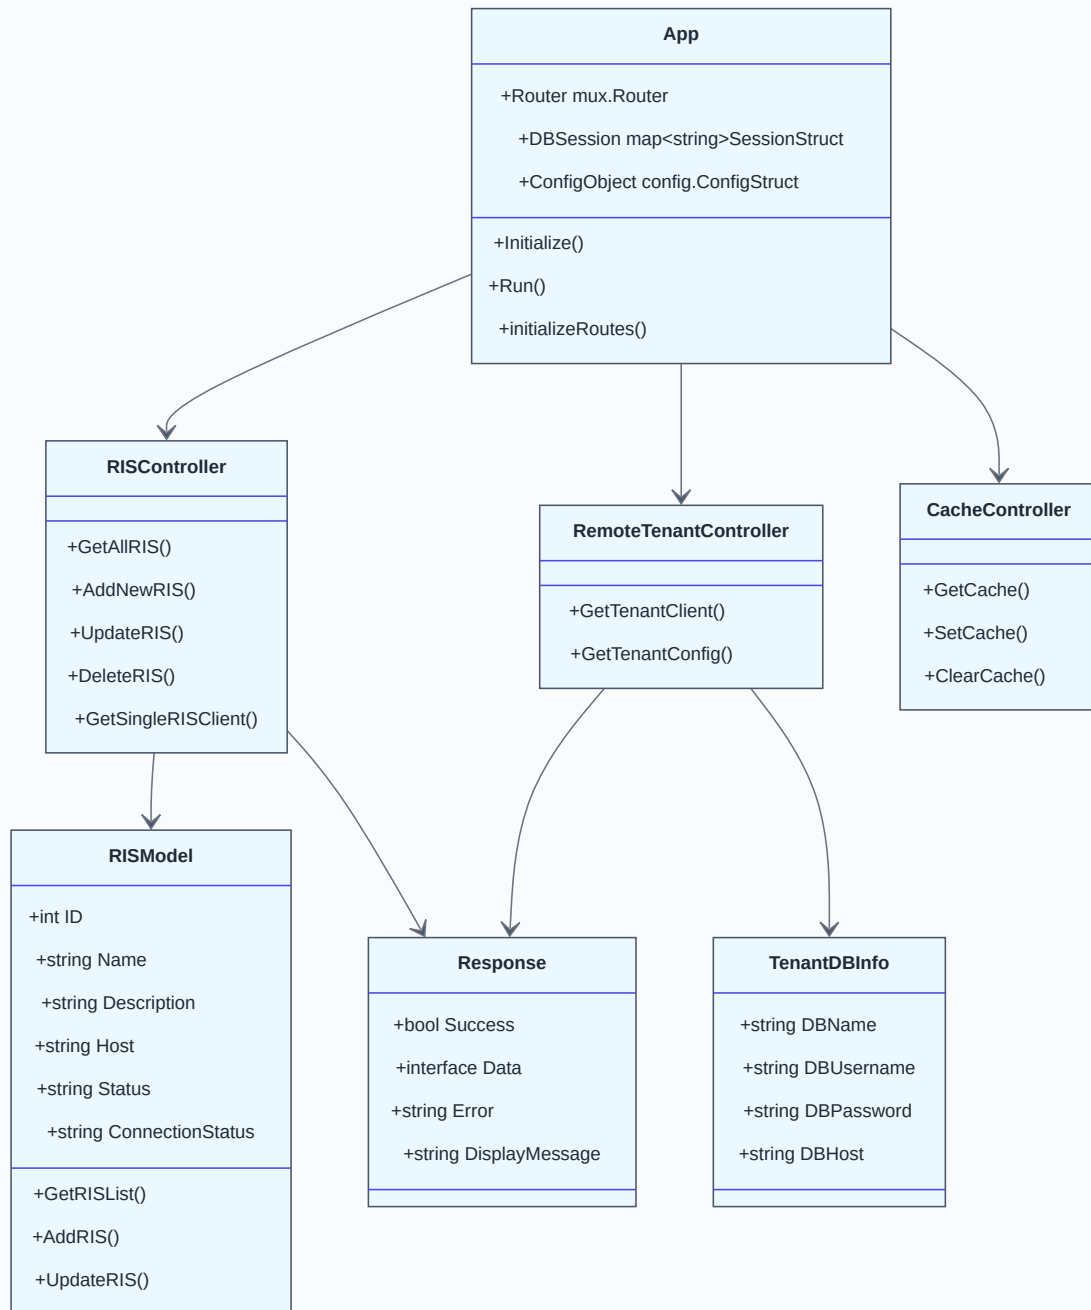 App
+Router mux.Router
+DBSession map<string>SessionStruct
+ConfigObject config.ConfigStruct
+Initialize()
+Run()
+initializeRoutes()
RISController
+GetAllRIS()
+AddNewRIS()
+UpdateRIS()
+DeleteRIS()
+GetSingleRISClient()
RemoteTenantController
+GetTenantClient()
+GetTenantConfig()
CacheController
+GetCache()
+SetCache()
+ClearCache()
RISModel
+int ID
+string Name
+string Description
+string Host
+string Status
+string ConnectionStatus
+GetRISList()
+AddRIS()
+UpdateRIS()
Response
+bool Success
+interface Data
+string Error
+string DisplayMessage
TenantDBInfo
+string DBName
+string DBUsername
+string DBPassword
+string DBHost